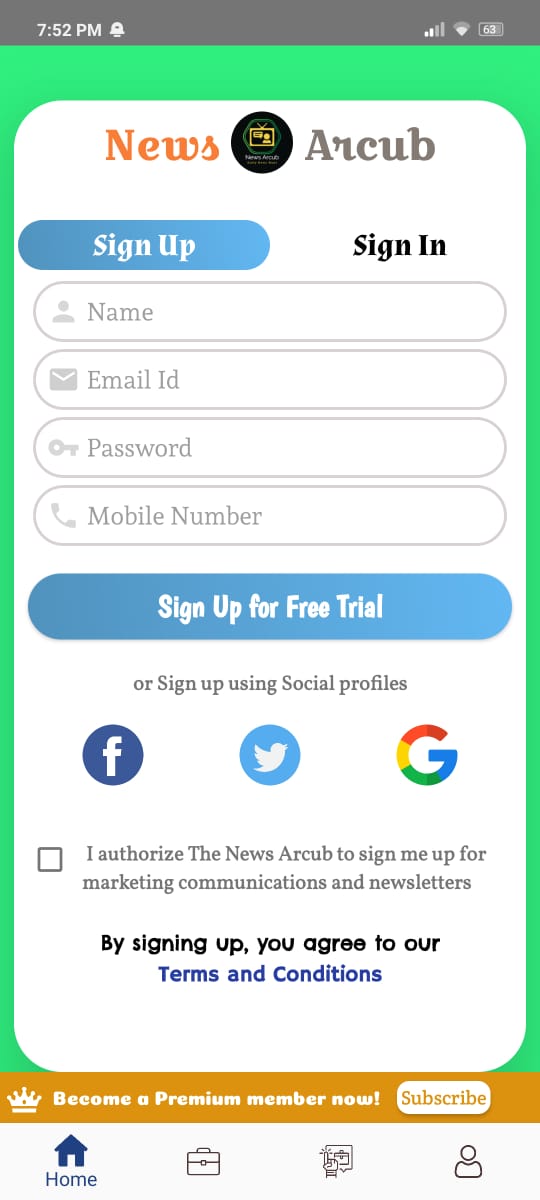 7:52 PM
63
News Arcub
News Arcub
Sign Up
Sign In
Name
Email Id
Password
Mobile Number
Sign Up for Free Trial
or Sign up using Social profiles
I authorize The News Arcub to sign me up for
marketing communications and newsletters
By signing up, you agree to our
Terms and Conditions
Become a Premium member now!
Subscribe
Home